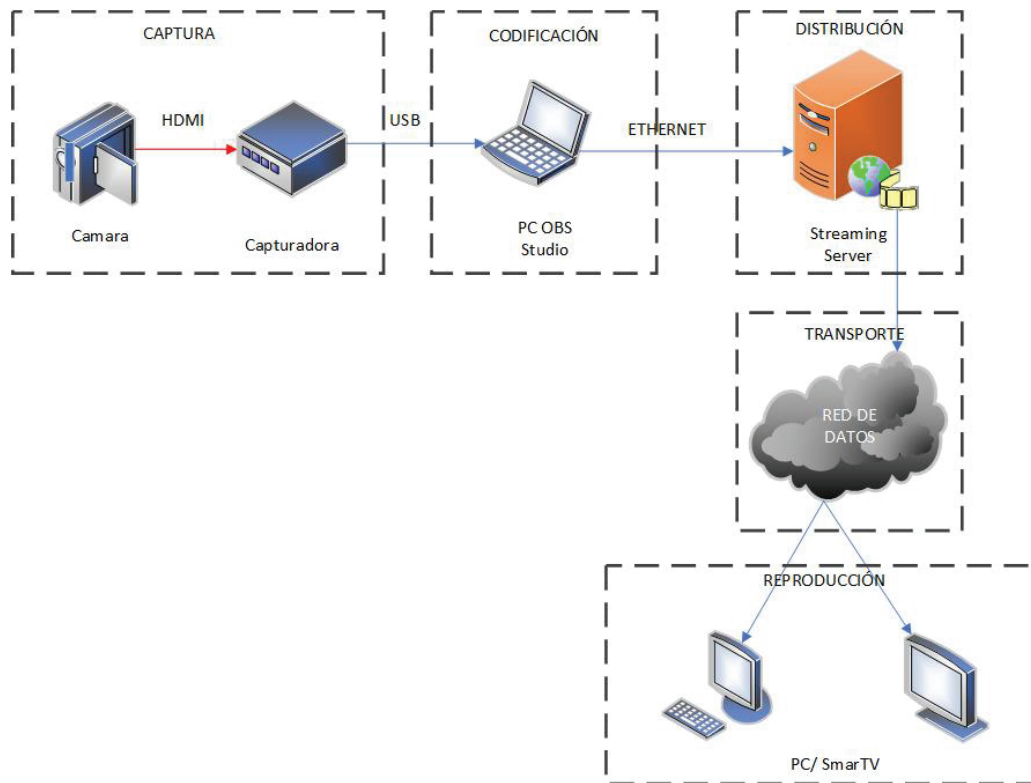 CAPTURA
HDMI
Camara
Capturadora
USB
CODIFICACIÓN
PC OBS
Studio
ETHERNET
DISTRIBUCIÓN
Streaming
Server
TRANSPORTE
RED DE
DATOS
REPRODUCCIÓN
PC/ SmarTV